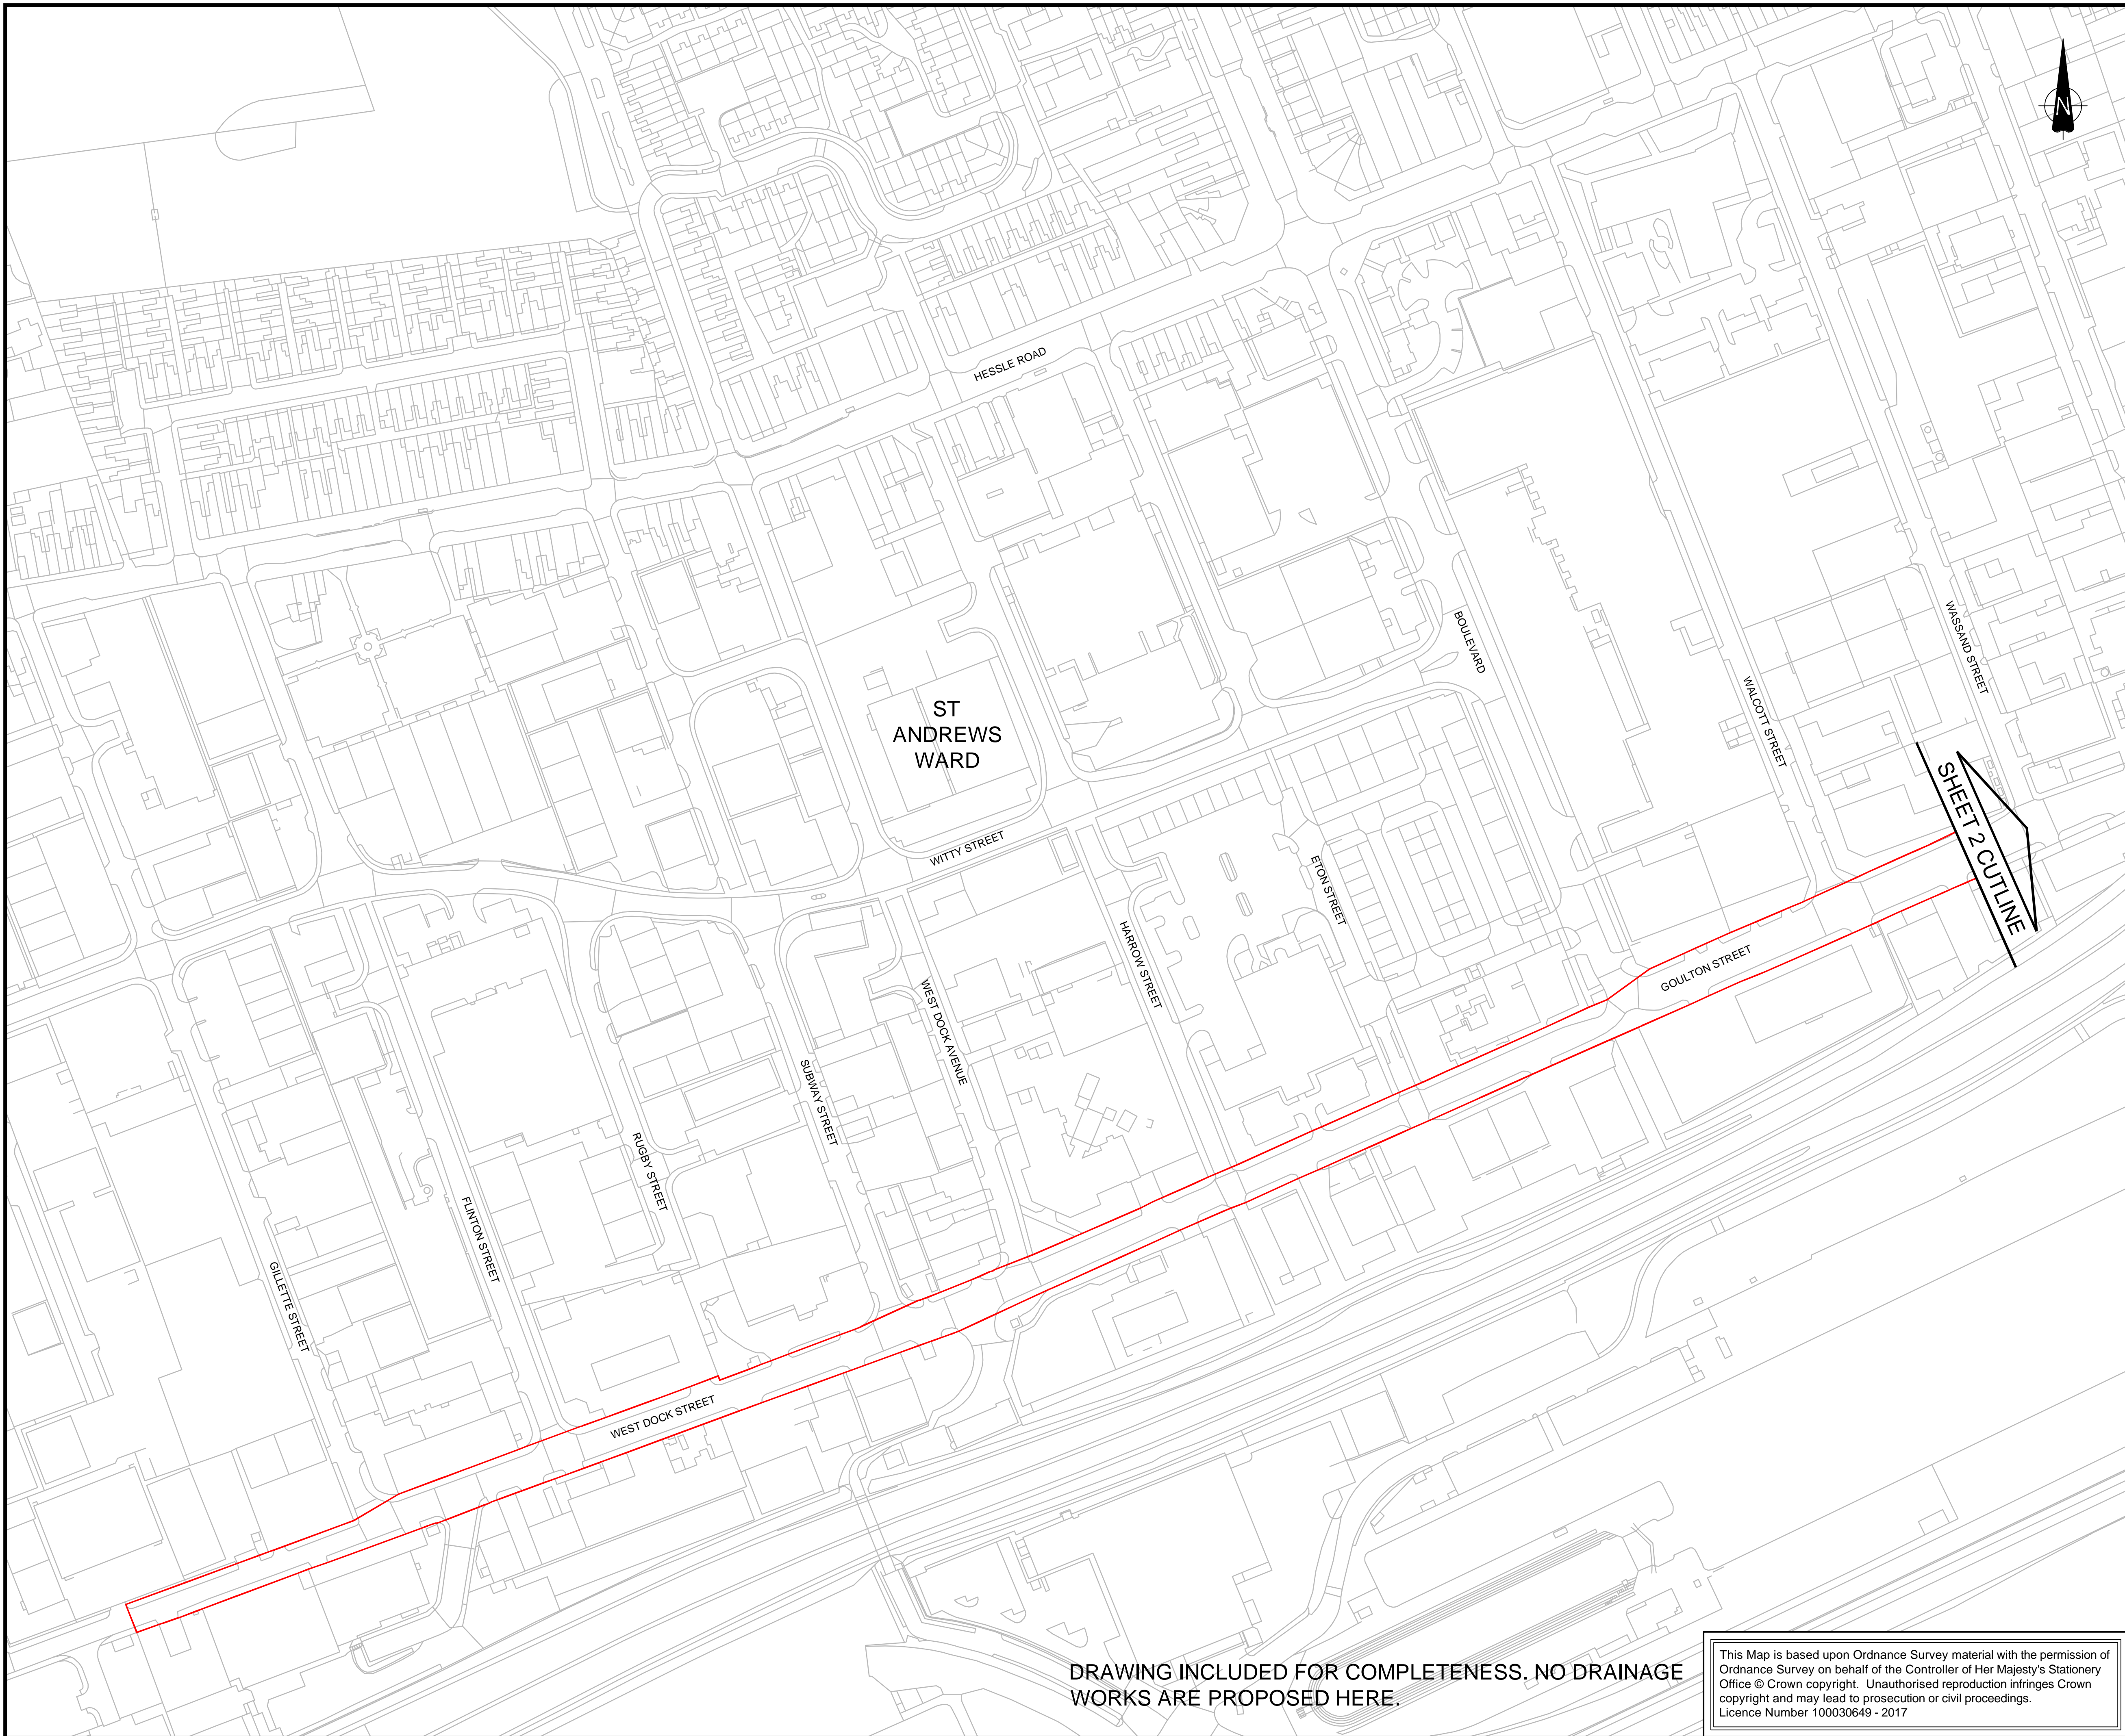 N
HESSLE ROAD
BOULEVARD
WASSAND STREET
WALCOTT STREET
ST
ANDREWS
WARD
SHEET 2 CUTLINE
WITTY STREET
ETON STREET
HARROW STREET
GOULTON STREET
WEST DOCK AVENUE
SUBWAY STREET
RUGBY STREET
FLINTON STREET
GILLETTE STREET
WEST DOCK STREET
DRAWING INCLUDED FOR COMPLETENESS. NO DRAINAGE
WORKS ARE PROPOSED HERE.
This Map is based upon Ordnance Survey material with the permission of
Ordnance Survey on behalf of the Controller of Her Majesty's Stationery
Office © Crown copyright.  Unauthorised reproduction infringes Crown
copyright and may lead to prosecution or civil proceedings.
Licence Number 100030649 - 2017